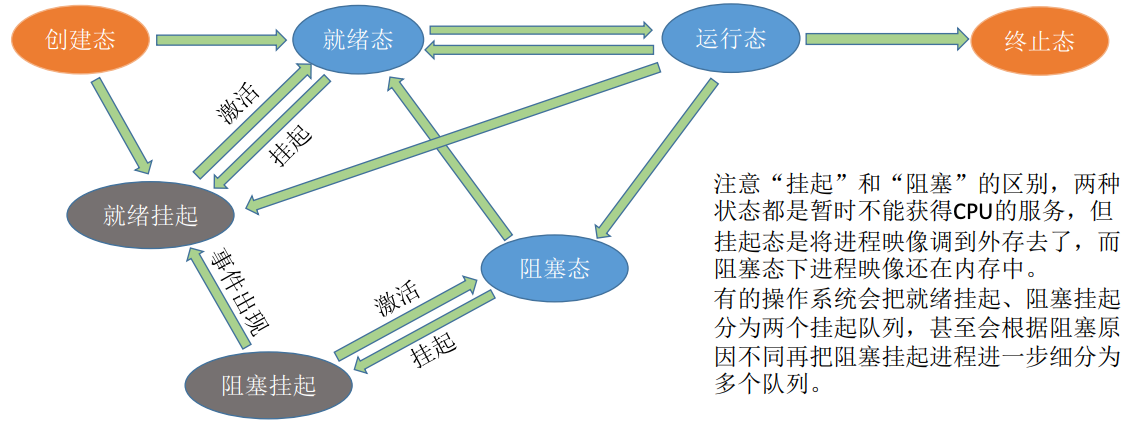 创建态
就绪态
运行态
终止态
激活
挂起
就绪挂起
事件出现
阻塞态
激活
挂起
阻塞挂起
注意“挂起”和“阻塞”的区别，两种
状态都是暂时不能获得CPU的服务，但
挂起态是将进程映像调到外存去了，而
阻塞态下进程映像还在内存中。
有的操作系统会把就绪挂起、阻塞挂起
分为两个挂起队列，甚至会根据阻塞原
因不同再把阻塞挂起进程进一步细分为
多个队列。